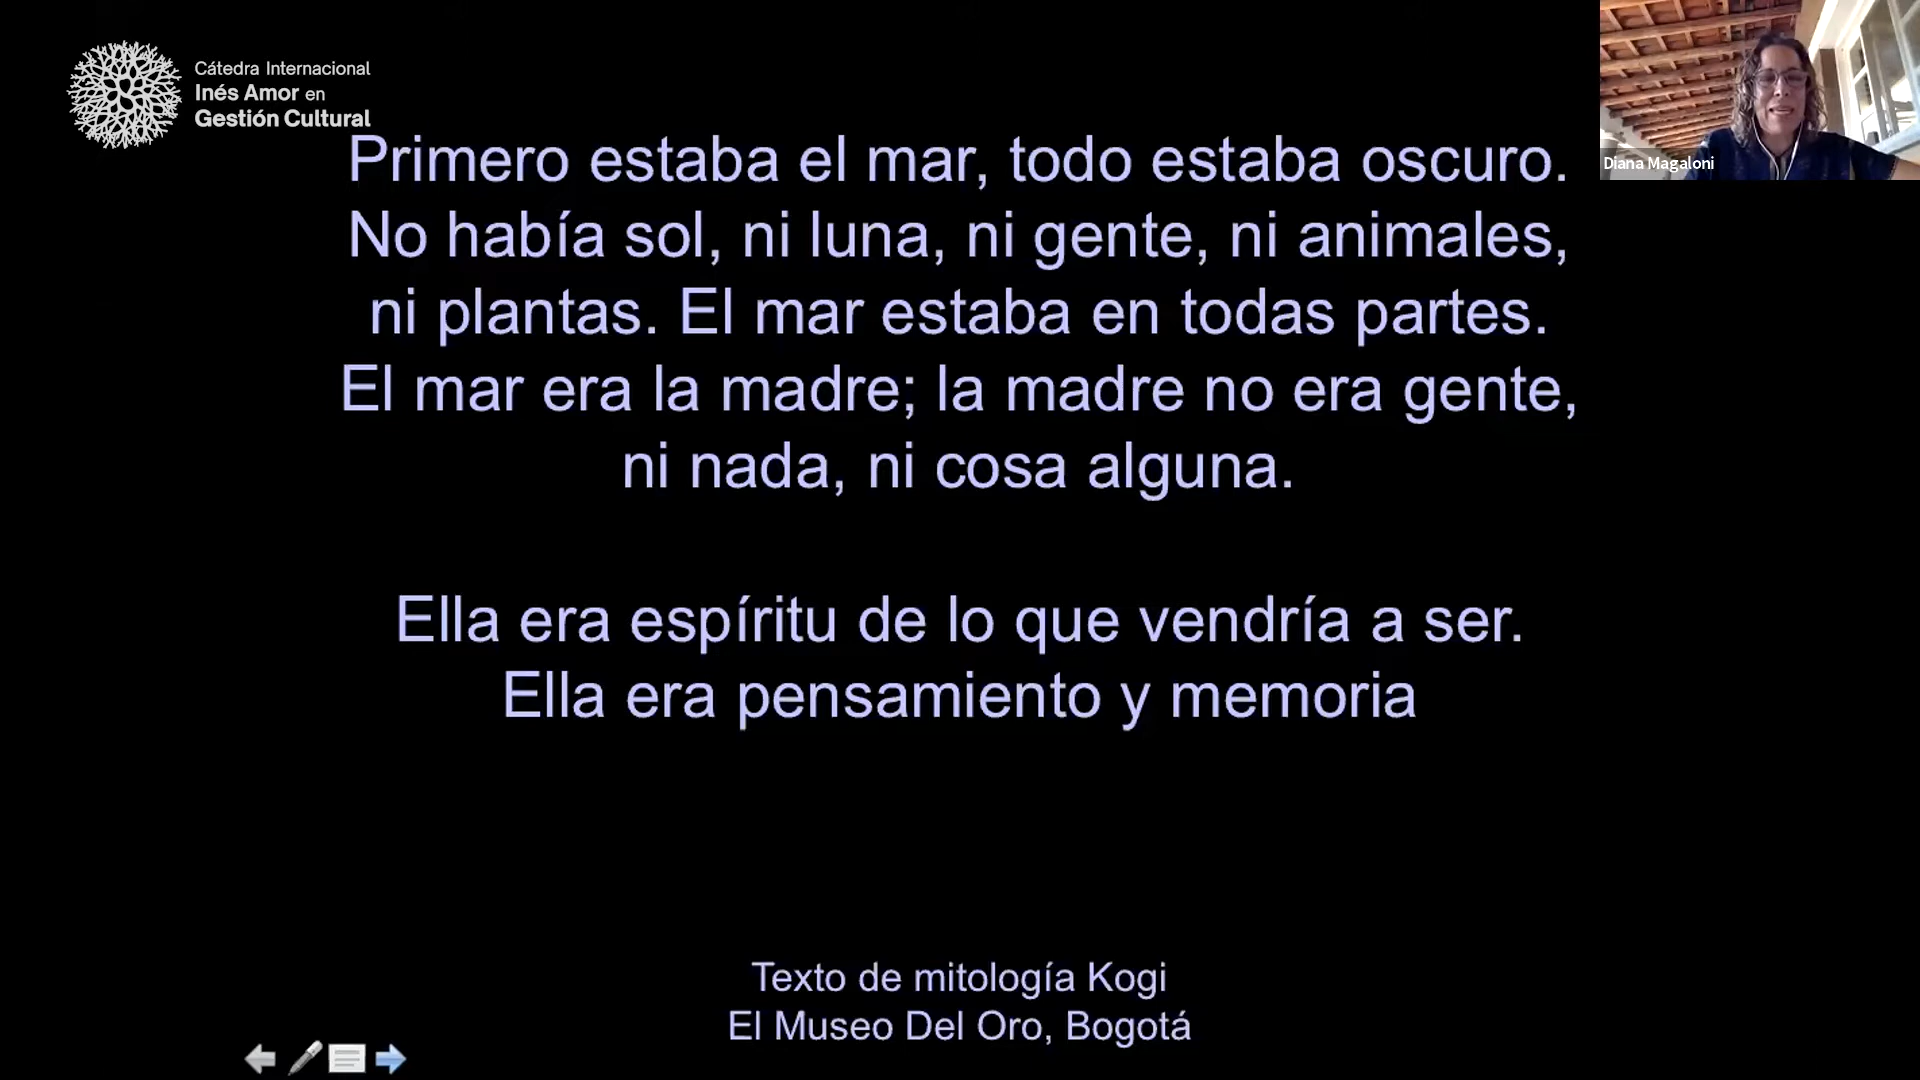 Cátedra Internacional
Inés Amor en
Gestión Cultural
Diana Magaloni
Primero estaba el mar, todo estaba oscuro.
No había sol, ni luna, ni gente, ni animales,
ni plantas. El mar estaba en todas partes.
El mar era la madre; la madre no era gente,
ni nada, ni cosa alguna.
Ella era espíritu de lo que vendría a ser.
Ella era pensamiento y memoria
Texto de mitología Kogi
El Museo Del Oro, Bogotá